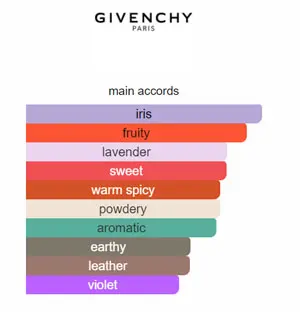 GIVENCHY
PARIS
main accords
iris
fruity
lavender
sweet
warm spicy
powdery
aromatic
earthy
leather
violet